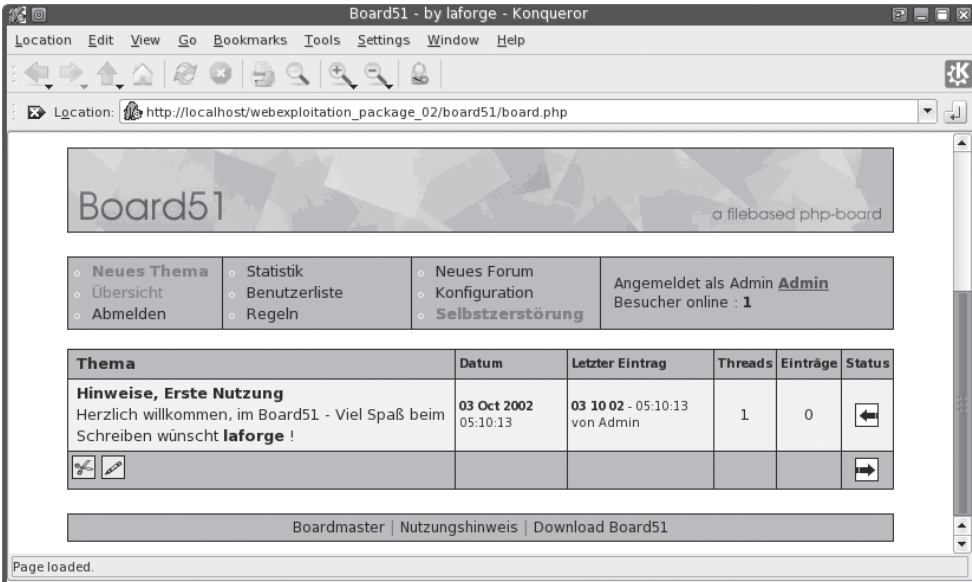 Board51 - by laforge - Konqueror
Location Edit View Go Bookmarks Tools Settings Window Help
Location: http://localhost/webexploitation_package_02/board51/board.php
Board51
a filebased php-board
Neues Thema
Übersicht
Abmelden
Statistik
Benutzerliste
Regeln
Neues Forum
Konfiguration
Selbstzerstörung
Angemeldet als Admin Admin
Besucher online : 1
Thema Datum Letzter Eintrag Threads Einträge Status
Hinweise, Erste Nutzung
Herzlich willkommen, im Board51 - Viel Spaß beim
Schreiben wünscht laforge !
03 Oct 2002
05:10:13
03 10 02 - 05:10:13
von Admin
1
0
Boardmaster | Nutzungshinweis | Download Board51
Page loaded.